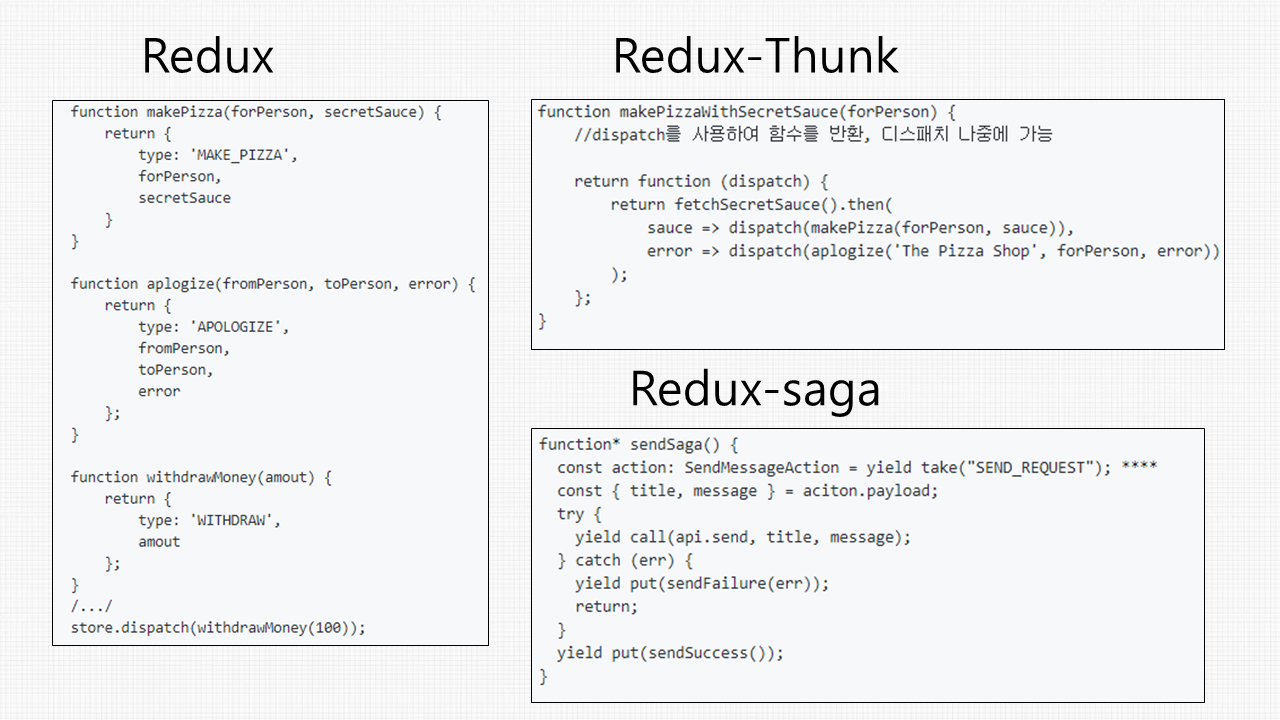 Redux
function makePizza(forPerson, secretSauce) {
    return {
        type: 'MAKE_PIZZA',
        forPerson,
        secretSauce
    }
}
function aplogize(fromPerson, toPerson, error) {
    return {
        type: 'APOLOGIZE',
        fromPerson,
        toPerson,
        error
    };
}
function withdrawMoney(amout) {
    return {
        type: 'WITHDRAW',
        amout
    };
}
/.../
store.dispatch(withdrawMoney(100));
Redux-Thunk
function makePizzaWithSecretSauce(forPerson) {
    //dispatch를 사용하여 함수를 반환, 디스패치 나중에 가능
    return function (dispatch) {
        return fetchSecretSauce().then(
            sauce => dispatch(makePizza(forPerson, sauce)),
            error => dispatch(aplogize('The Pizza Shop', forPerson, error))
        );
    };
}
Redux-saga
function* sendSaga() {
  const action: SendMessageAction = yield take("SEND_REQUEST"); ****
  const { title, message } = aciton.payload;
  try {
    yield call(api.send, title, message);
  } catch (err) {
    yield put(sendFailure(err));
    return;
  }
  yield put(sendSuccess());
}